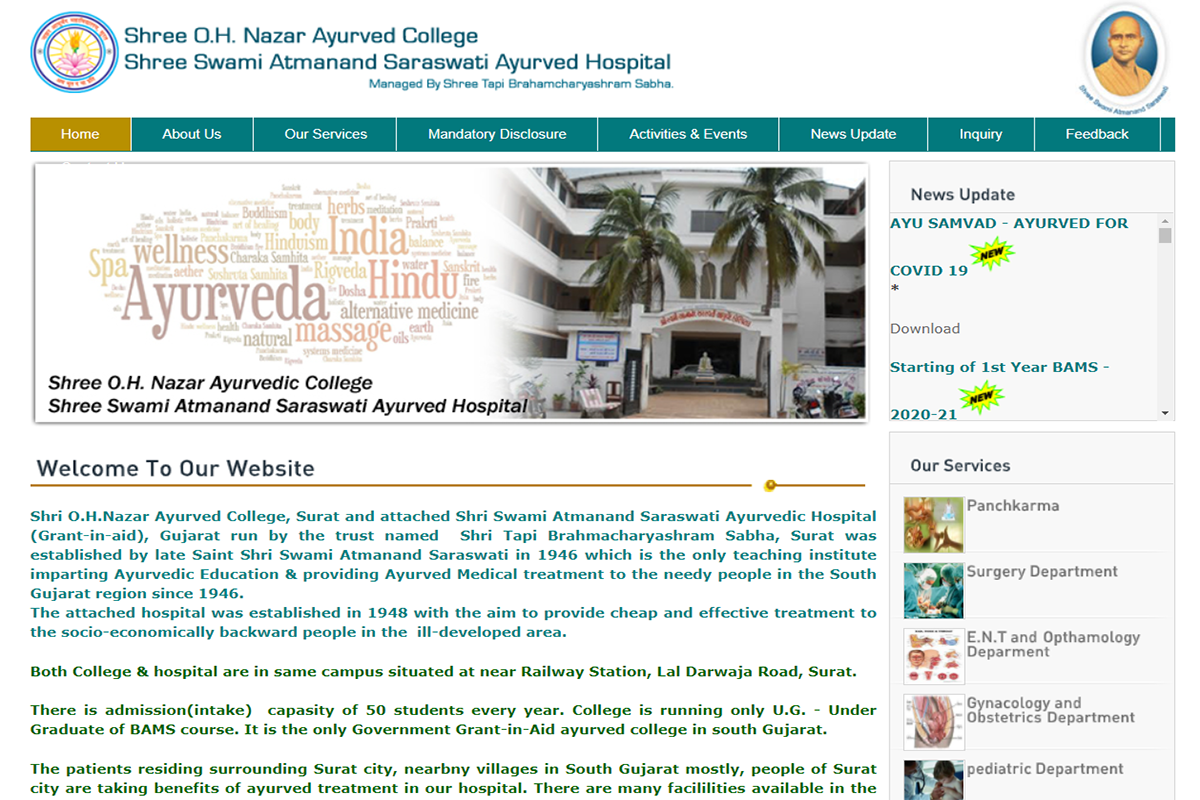 Shree O.H. Nazar Ayurved College
Shree Swami Atmanand Saraswati Ayurved Hospital
Managed By Shree Tapi Brahamcharyashram Sabha.
Shree Swami Atmanand Saraswati
Home
About Us
Our Services
Mandatory Disclosure
Activities & Events
News Update
Inquiry
Feedback
herbs
Buddhism
treatment
meditation
body
India
Prakrti
wellness
Hinduism
balance
Charaka Samhita
Spa
aether
Sushruta Samhita
Rigveda
water
Sanskrit
Ayurveda
Dosha
Hindu
fire
alternative medicine
health
natural
massage
oils
earth
systems medicine
Shree O.H. Nazar Ayurvedic College
Shree Swami Atmanand Saraswati Ayurved Hospital
News Update
AYU SAMVAD - AYURVED FOR
NEW
COVID 19
*
Download
Starting of 1st Year BAMS -
NEW
2020-21
Welcome To Our Website
Shri O.H.Nazar Ayurved College, Surat and attached Shri Swami Atmanand Saraswati Ayurvedic Hospital
(Grant-in-aid), Gujarat run by the trust named Shri Tapi Brahmacharyashram Sabha, Surat was
established by late Saint Shri Swami Atmanand Saraswati in 1946 which is the only teaching institute
imparting Ayurvedic Education & providing Ayurved Medical treatment to the needy people in the South
Gujarat region since 1946.
The attached hospital was established in 1948 with the aim to provide cheap and effective treatment to
the socio-economically backward people in the ill-developed area.
Both College & hospital are in same campus situated at near Railway Station, Lal Darwaja Road, Surat.
There is admission(intake) capasity of 50 students every year. College is running only U.G. - Under
Graduate of BAMS course. It is the only Government Grant-in-Aid ayurved college in south Gujarat.
The patients residing surrounding Surat city, nearbny villages in South Gujarat mostly, people of Surat
city are taking benefits of ayurved treatment in our hospital. There are many facililities available in the
Our Services
Panchkarma
Surgery Department
E.N.T and Opthamology
Deparment
Gynacology and
Obstetrics Department
pediatric Department